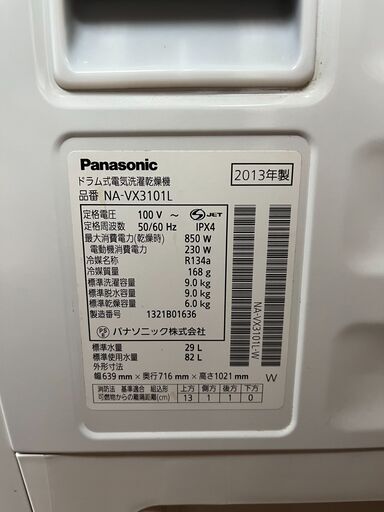 Panasonic
2013年製
ドラム式電気洗濯乾燥機
品番 NA-VX3101L
定格電圧 100 V ～ S JET
定格周波数 50/60 Hz IPX4
最大消費電力(乾燥時) 850 W
電動機消費電力 230 W
冷媒名称 R134a
冷媒質量 168 g
標準洗濯容量 9.0 kg
標準脱水容量 9.0 kg
標準乾燥容量 6.0 kg
製造番号 1321B01636
PSE パナソニック株式会社
標準水量 29 L
標準使用水量 82 L
外形寸法
幅639 mm × 奥行716 mm × 高さ1021 mm W
消防法 基準適合 組込形 上方 側方 後方 下方
可燃物からの離隔距離(cm) 13 1 1 0
NA-VX3101L-W